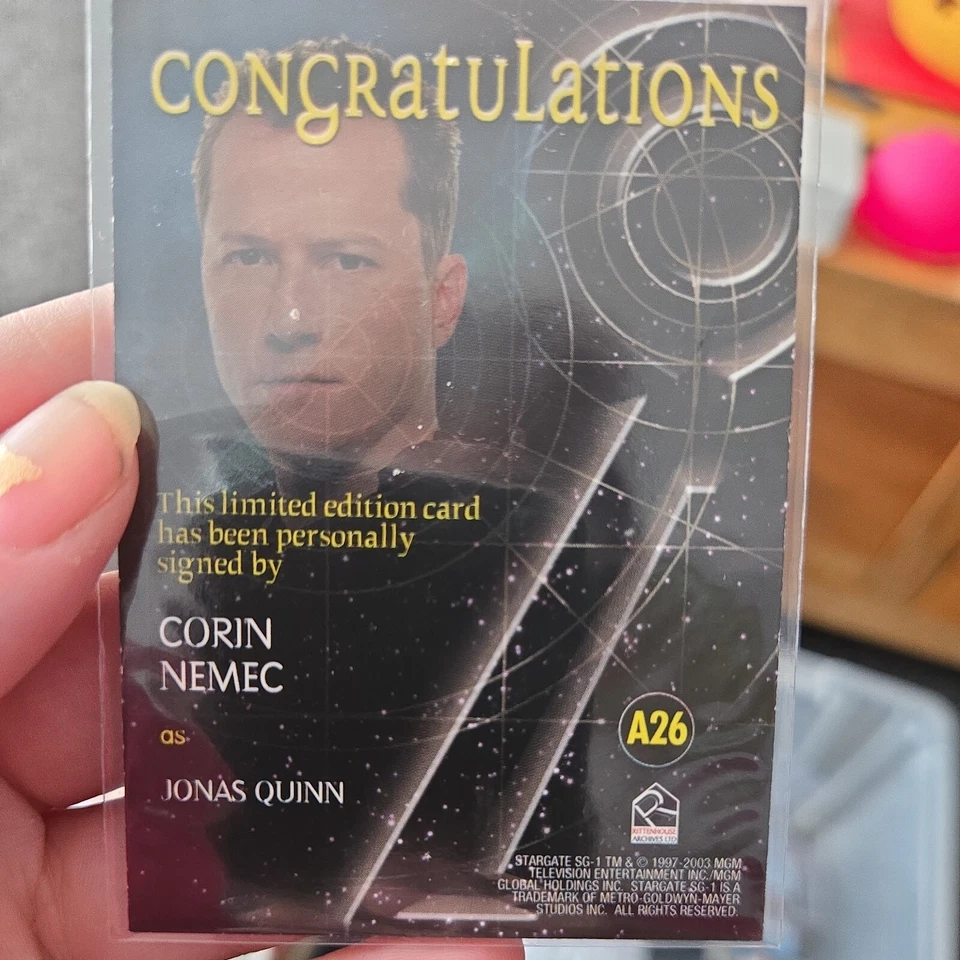 CONGRATULATIONS
This limited edition card
has been personally
signed by
CORIN
NEMEC
as
JONAS QUINN
A26
RITTENHOUSE
ARCHIVES LTD
STARGATE SG-1 TM & © 1997-2003 MGM
TELEVISION ENTERTAINMENT INC./MGM
GLOBAL HOLDINGS INC. STARGATE SG-1 IS A
TRADEMARK OF METRO-GOLDWYN-MAYER
STUDIOS INC. ALL RIGHTS RESERVED.